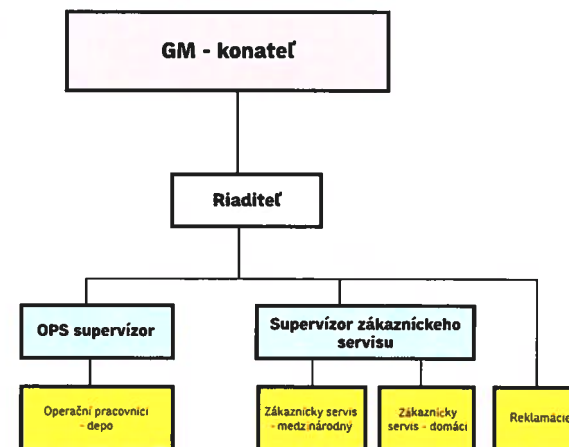 GM - konateľ
Riaditeľ
OPS supervízor
Supervízor zákazníckeho
servisu
Operační pracovníci
- depo
Zákaznícky servis
- medzinárodný
Zákaznícky
servis - domáci
Reklamácie